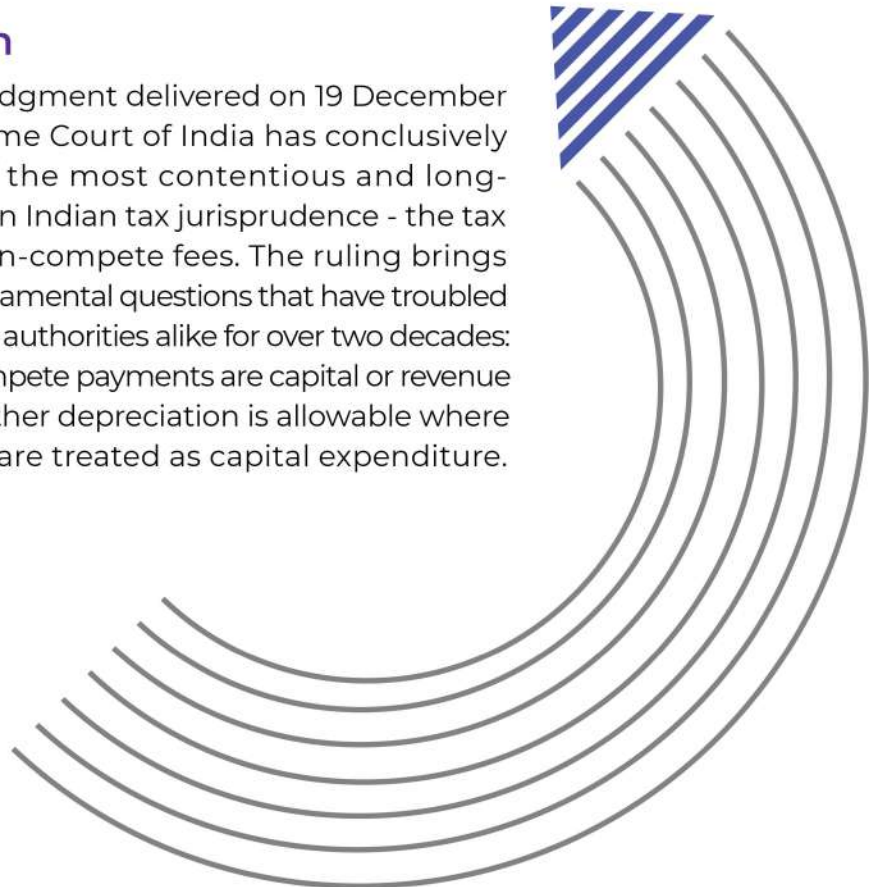 n
dgment delivered on 19 December
me Court of India has conclusively
the most contentious and long-
n Indian tax jurisprudence - the tax
n-compete fees. The ruling brings
amental questions that have troubled
authorities alike for over two decades:
npete payments are capital or revenue
ther depreciation is allowable where
are treated as capital expenditure.